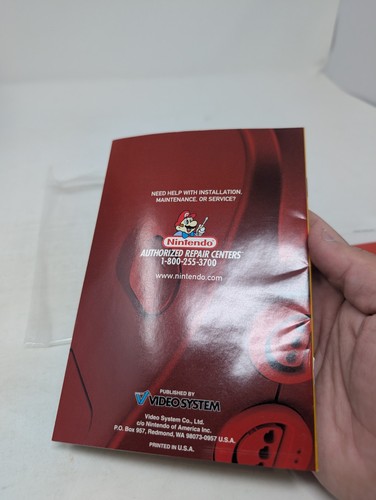 NEED HELP WITH INSTALLATION,
MAINTENANCE, OR SERVICE?
Nintendo
AUTHORIZED REPAIR CENTERS
1-800-255-3700
www.nintendo.com
PUBLISHED BY
VIDEO SYSTEM
Video System Co., Ltd.
c/o Nintendo of America Inc.
P.O. Box 957, Redmond, WA 98073-0957 U.S.A.
PRINTED IN U.S.A.